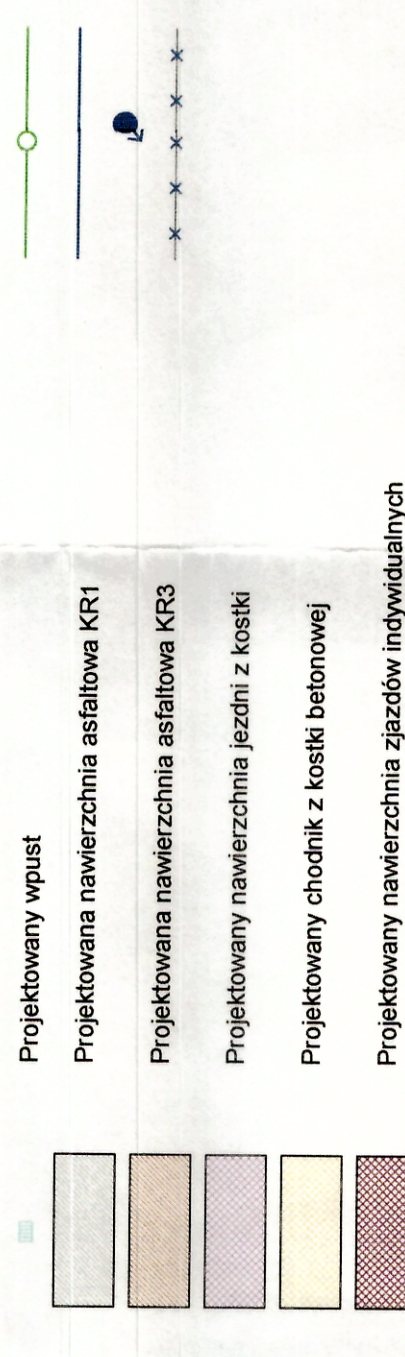 Projektowany wpust
Projektowana nawierzchnia asfaltowa KR1
Projektowana nawierzchnia asfaltowa KR3
Projektowany nawierzchnia jezdni z kostki
Projektowany chodnik z kostki betonowej
Projektowany nawierzchnia zjazdów indywidualnych